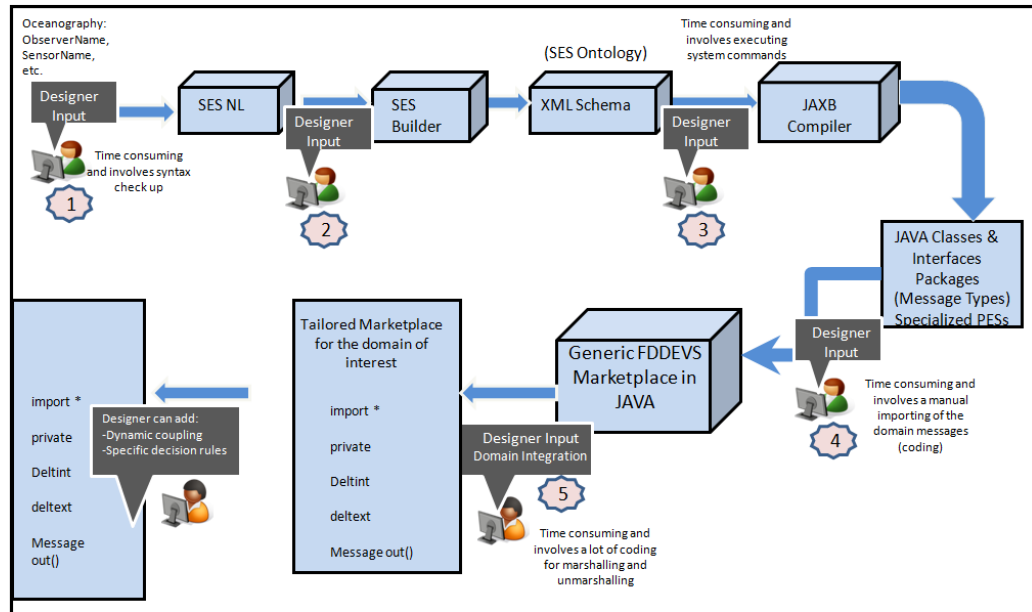 Oceanography:
ObserverName,
SensorName,
etc.
Designer
Input
1
Time consuming
and involves syntax
check up
SES NL
Designer
Input
2
SES
Builder
(SES Ontology)
XML Schema
Time consuming and
involves executing
system commands
Designer
Input
3
JAXB
Compiler
JAVA Classes &
Interfaces
Packages
(Message Types)
Specialized PESs
Designer
Input
4
Time consuming and
involves a manual
importing of the
domain messages
(coding)
Generic FDDEVS
Marketplace in
JAVA
Designer Input
Domain Integration
5
Time consuming and
involves a lot of coding
for marshalling and
unmarshalling
Tailored Marketplace
for the domain of
interest
import *
private
Deltint
deltext
Message out()
Designer can add:
-Dynamic coupling
-Specific decision rules
import *
private
Deltint
deltext
Message
out()